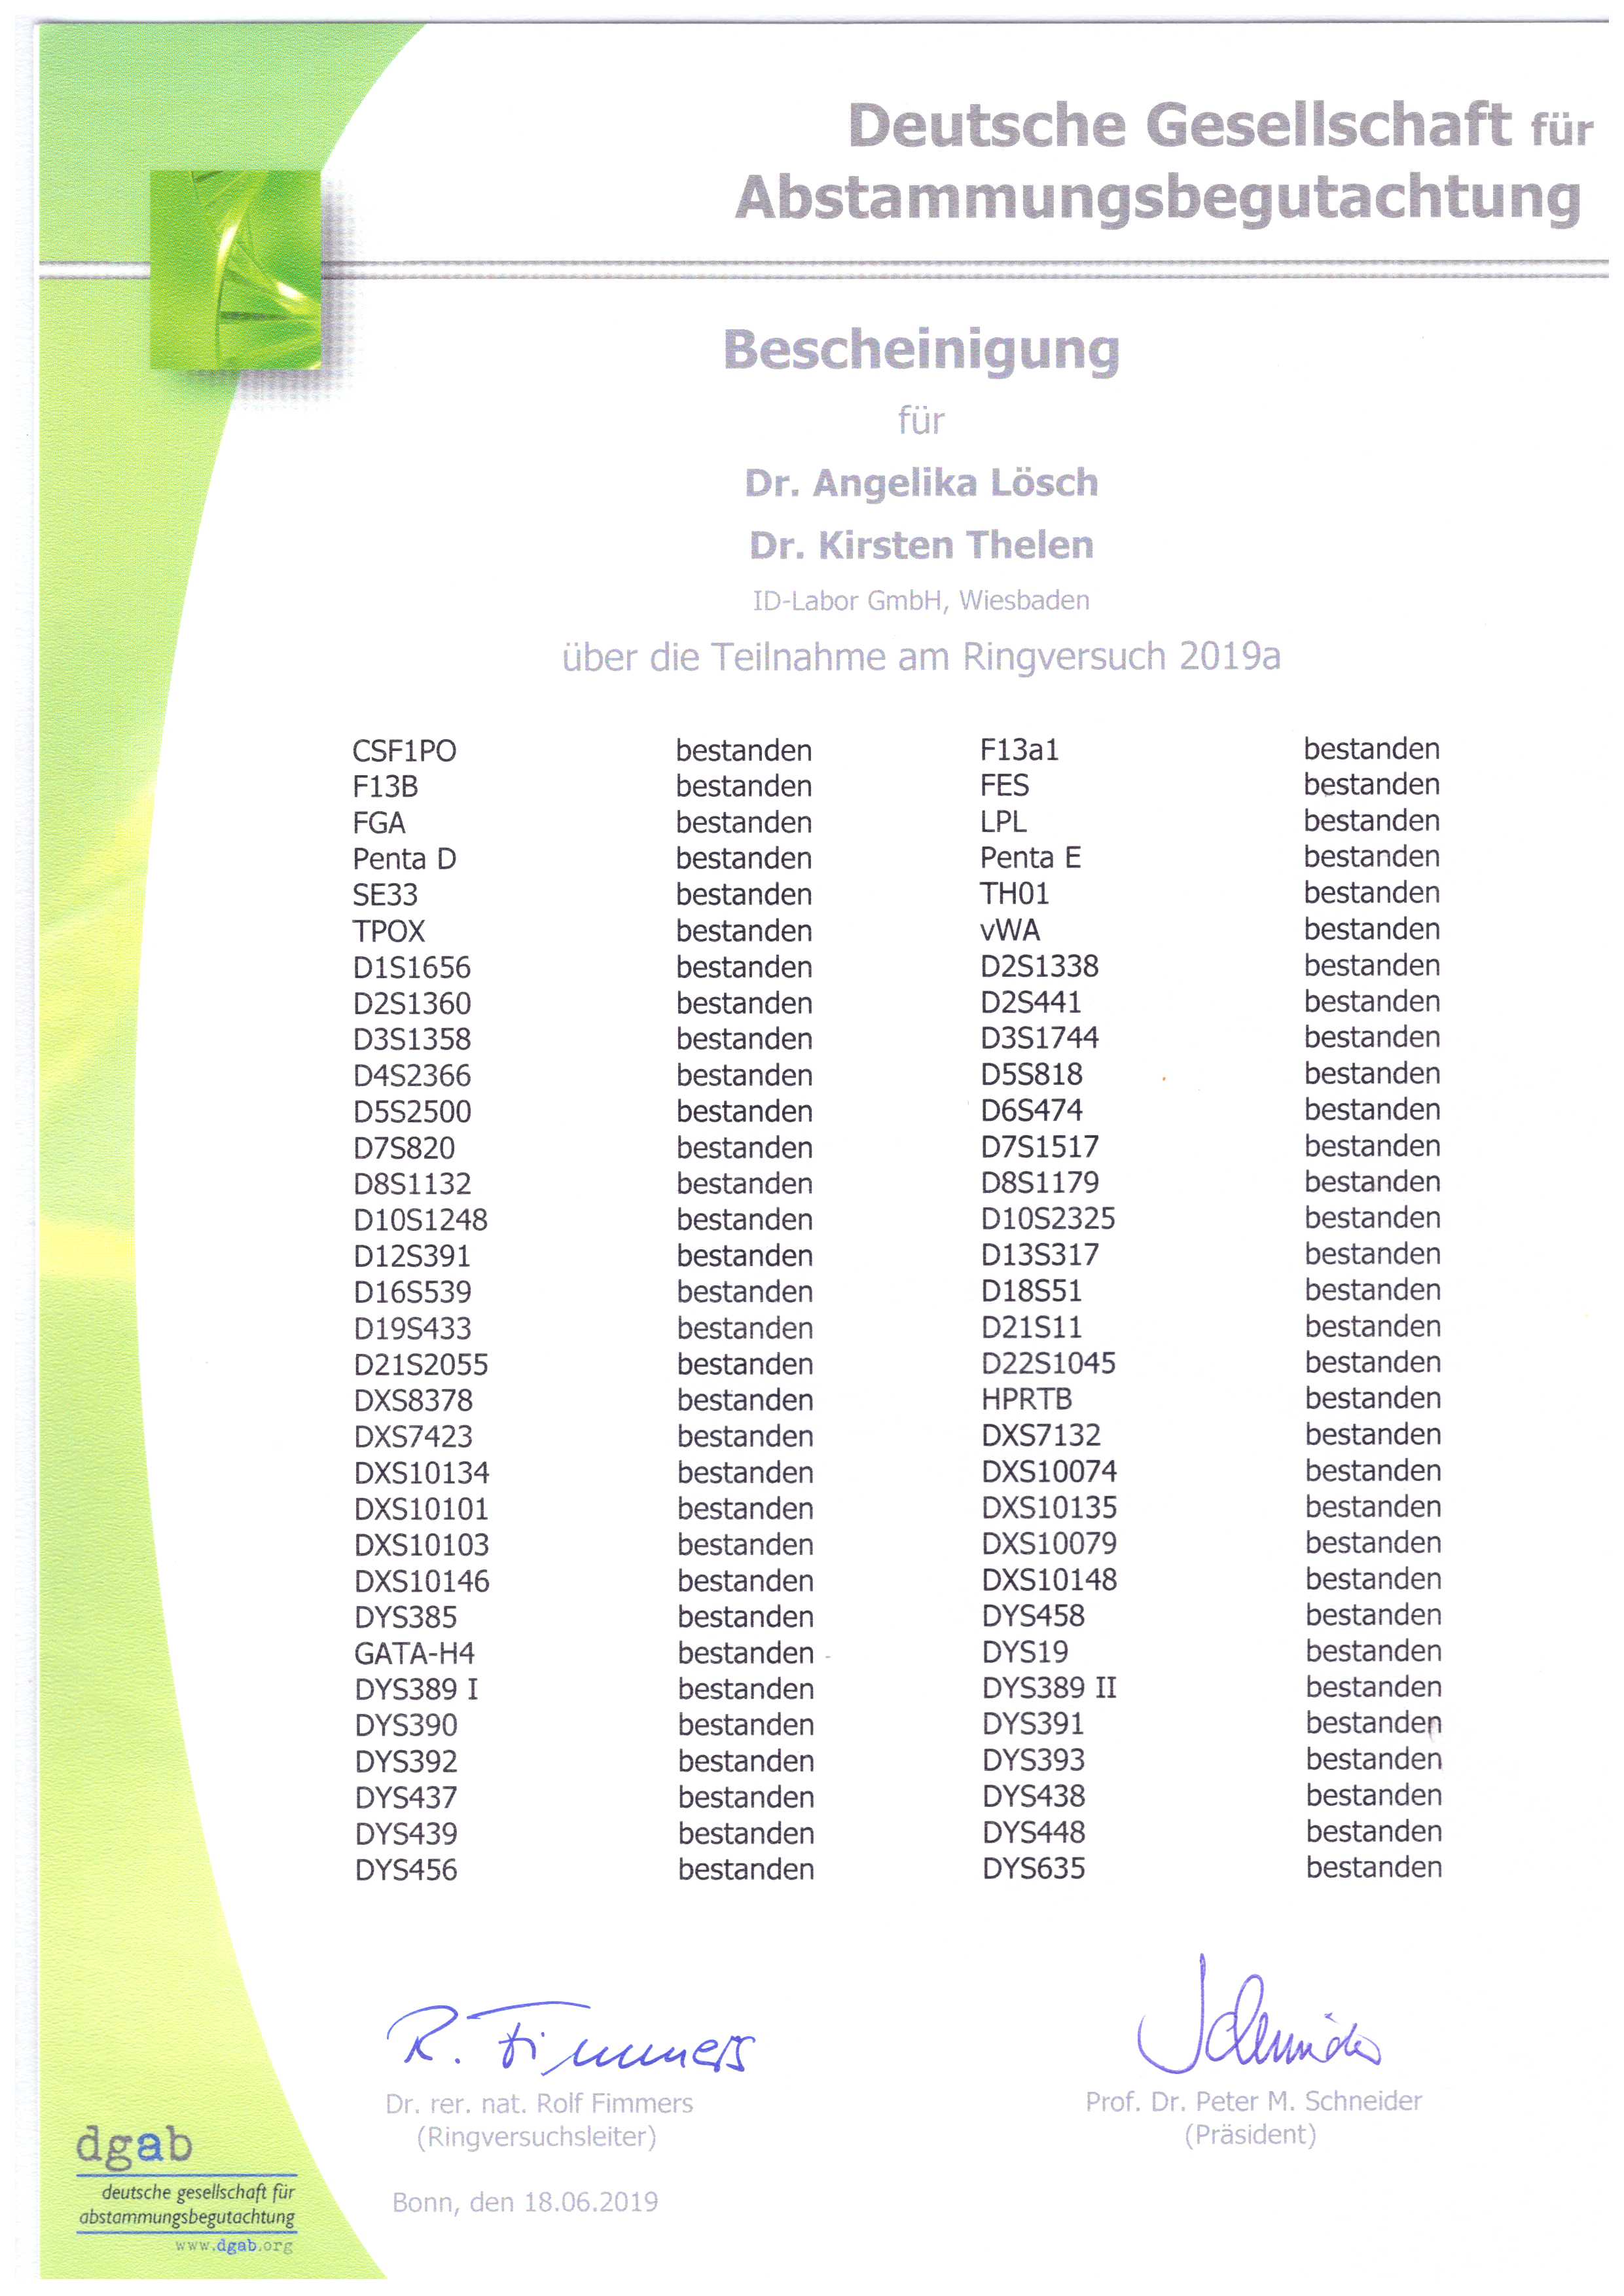 Deutsche Gesellschaft für
Abstammungsbegutachtung
Bescheinigung
für
Dr. Angelika Lösch
Dr. Kirsten Thelen
ID-Labor GmbH, Wiesbaden
über die Teilnahme am Ringversuch 2019a
CSF1PO bestanden F13a1 bestanden
F13B bestanden FES bestanden
FGA bestanden LPL bestanden
Penta D bestanden Penta E bestanden
SE33 bestanden TH01 bestanden
TPOX bestanden vWA bestanden
D1S1656 bestanden D2S1338 bestanden
D2S1360 bestanden D2S441 bestanden
D3S1358 bestanden D3S1744 bestanden
D4S2366 bestanden D5S818 bestanden
D5S2500 bestanden D6S474 bestanden
D7S820 bestanden D7S1517 bestanden
D8S1132 bestanden D8S1179 bestanden
D10S1248 bestanden D10S2325 bestanden
D12S391 bestanden D13S317 bestanden
D16S539 bestanden D18S51 bestanden
D19S433 bestanden D21S11 bestanden
D21S2055 bestanden D22S1045 bestanden
DXS8378 bestanden HPRTB bestanden
DXS7423 bestanden DXS7132 bestanden
DXS10134 bestanden DXS10074 bestanden
DXS10101 bestanden DXS10135 bestanden
DXS10103 bestanden DXS10079 bestanden
DXS10146 bestanden DXS10148 bestanden
DYS385 bestanden DYS458 bestanden
GATA-H4 bestanden DYS19 bestanden
DYS389 I bestanden DYS389 II bestanden
DYS390 bestanden DYS391 bestanden
DYS392 bestanden DYS393 bestanden
DYS437 bestanden DYS438 bestanden
DYS439 bestanden DYS448 bestanden
DYS456 bestanden DYS635 bestanden
R. Fimmers Schneider
Dr. rer. nat. Rolf Fimmers Prof. Dr. Peter M. Schneider
(Ringversuchsleiter) (Präsident)
Bonn, den 18.06.2019
dgab
deutsche gesellschaft für
abstammungsbegutachtung
www.dgab.org